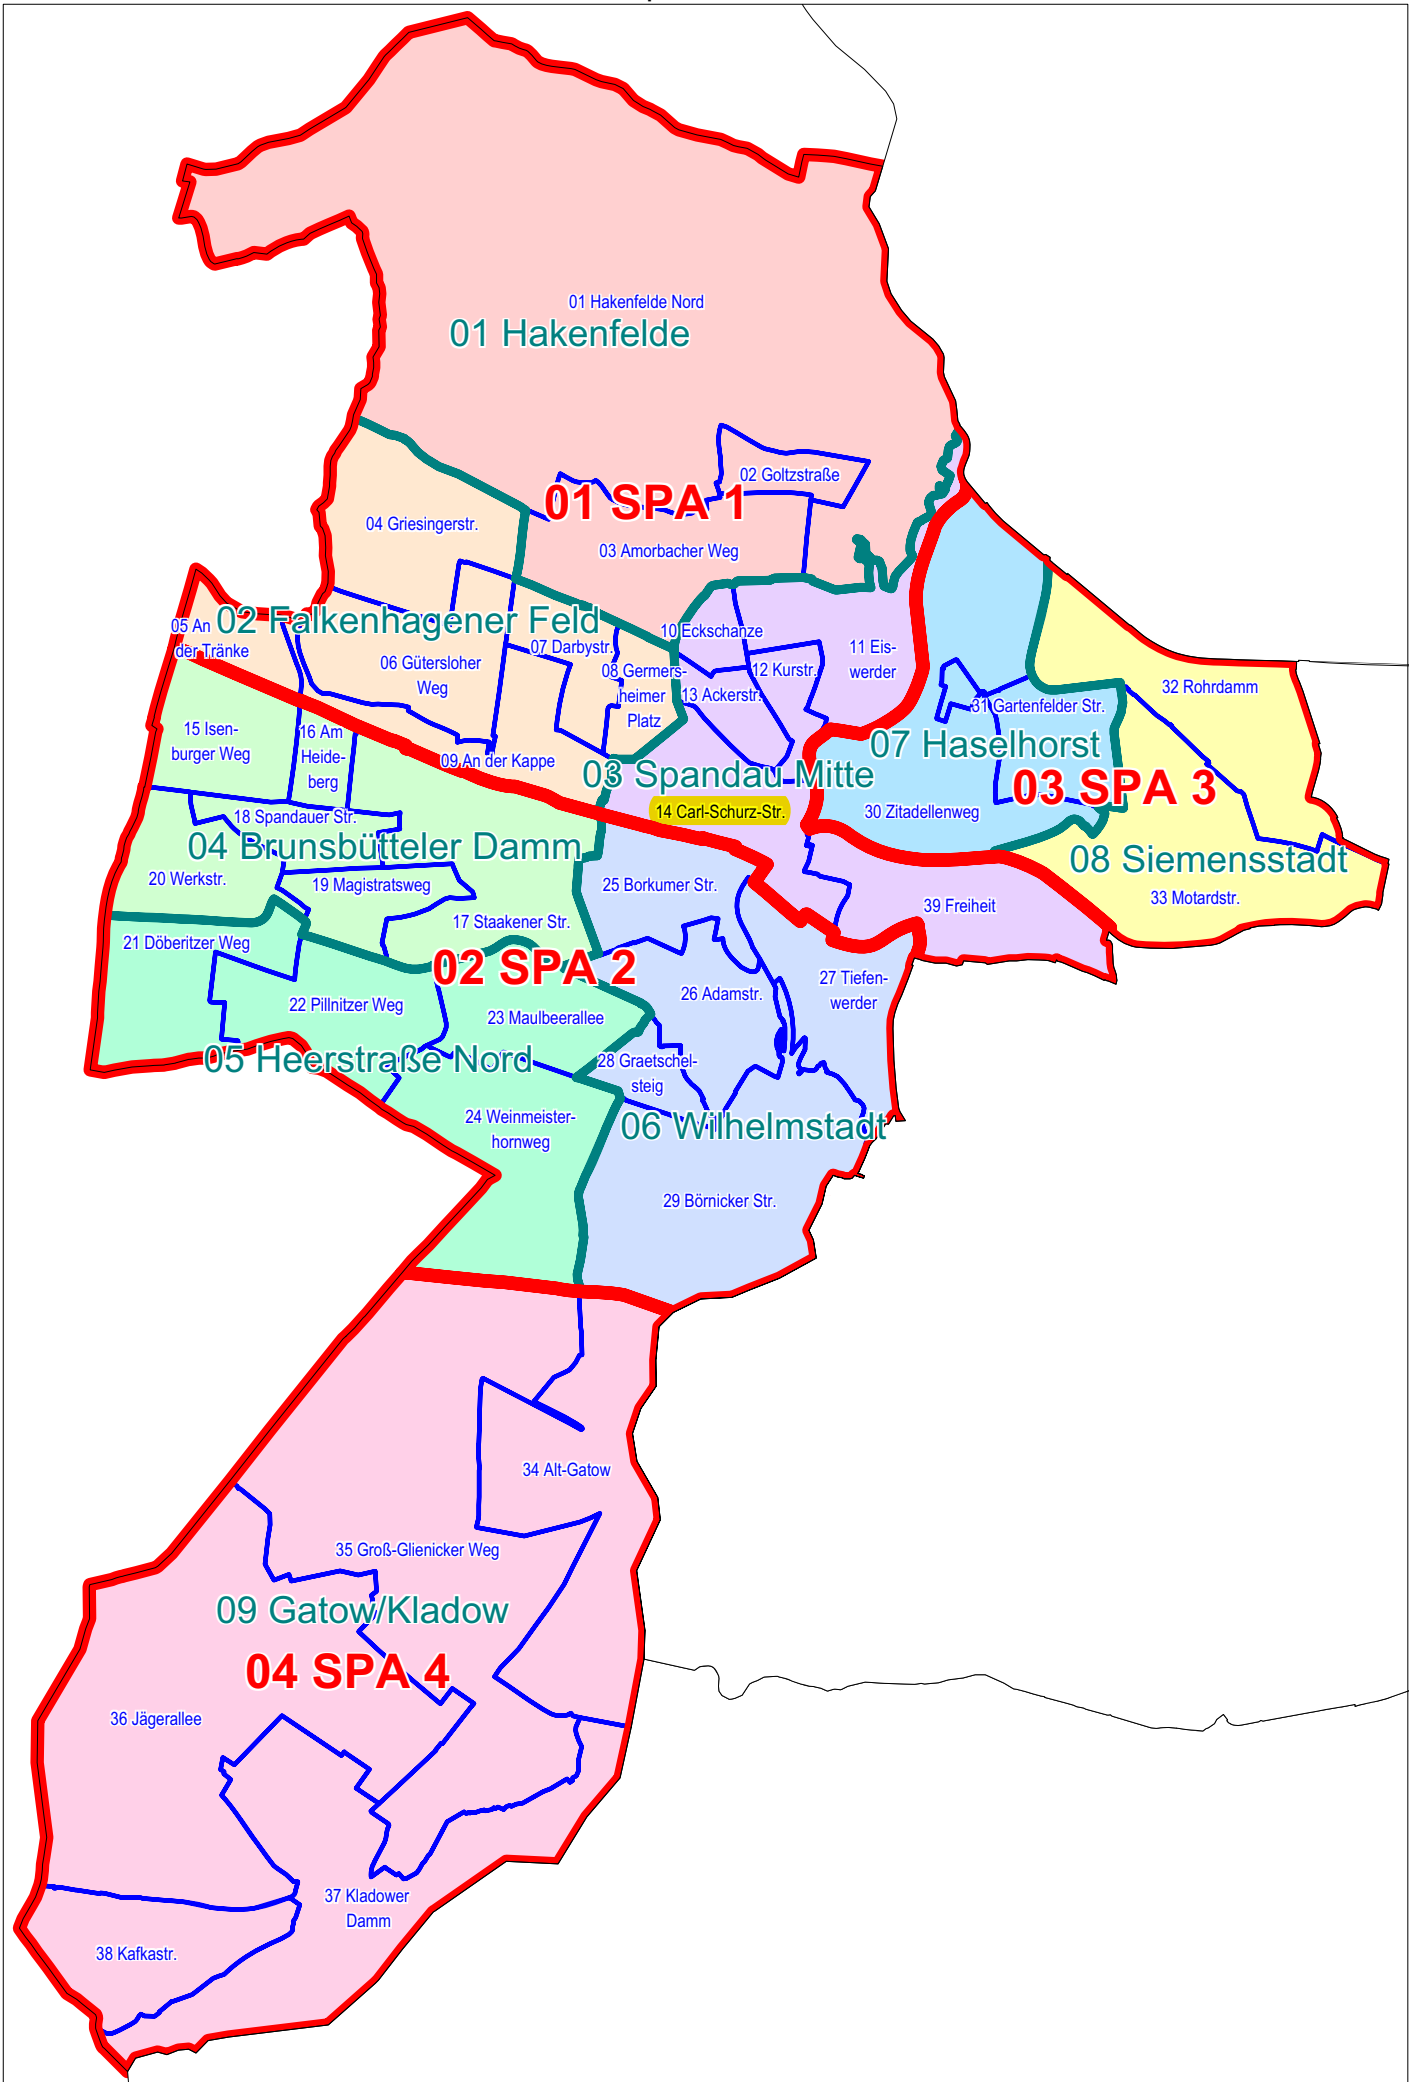 01 Hakenfelde Nord
01 Hakenfelde
02 Goltzstraße
01 SPA 1
04 Griesingerstr.
03 Amorbacher Weg
02 Falkenhagener Feld
05 An
der Tränke
10 Eckschanze
07 Darbystr.
11 Eis-
werder
06 Gütersloher
Weg
08 Germers-
heimer
Platz
12 Kurstr.
13 Ackerstr.
32 Rohrdamm
31 Gartenfelder Str.
15 Isen-
burger Weg
16 Am
Heide-
berg
07 Haselhorst
09 An der Kappe
03 Spandau Mitte
03 SPA 3
14 Carl-Schurz-Str.
30 Zitadellenweg
18 Spandauer Str.
04 Brunsbütteler Damm
08 Siemensstadt
20 Werkstr.
19 Magistratsweg
25 Borkumer Str.
33 Motardstr.
39 Freiheit
17 Staakener Str.
21 Döberitzer Weg
02 SPA 2
27 Tiefen-
werder
26 Adamstr.
22 Pillnitzer Weg
23 Maulbeerallee
05 Heerstraße Nord
28 Graetschel-
steig
24 Weinmeister-
hornweg
06 Wilhelmstadt
29 Börnicker Str.
34 Alt-Gatow
35 Groß-Glienicker Weg
09 Gatow/Kladow
04 SPA 4
36 Jägerallee
37 Kladower
Damm
38 Kafkastr.